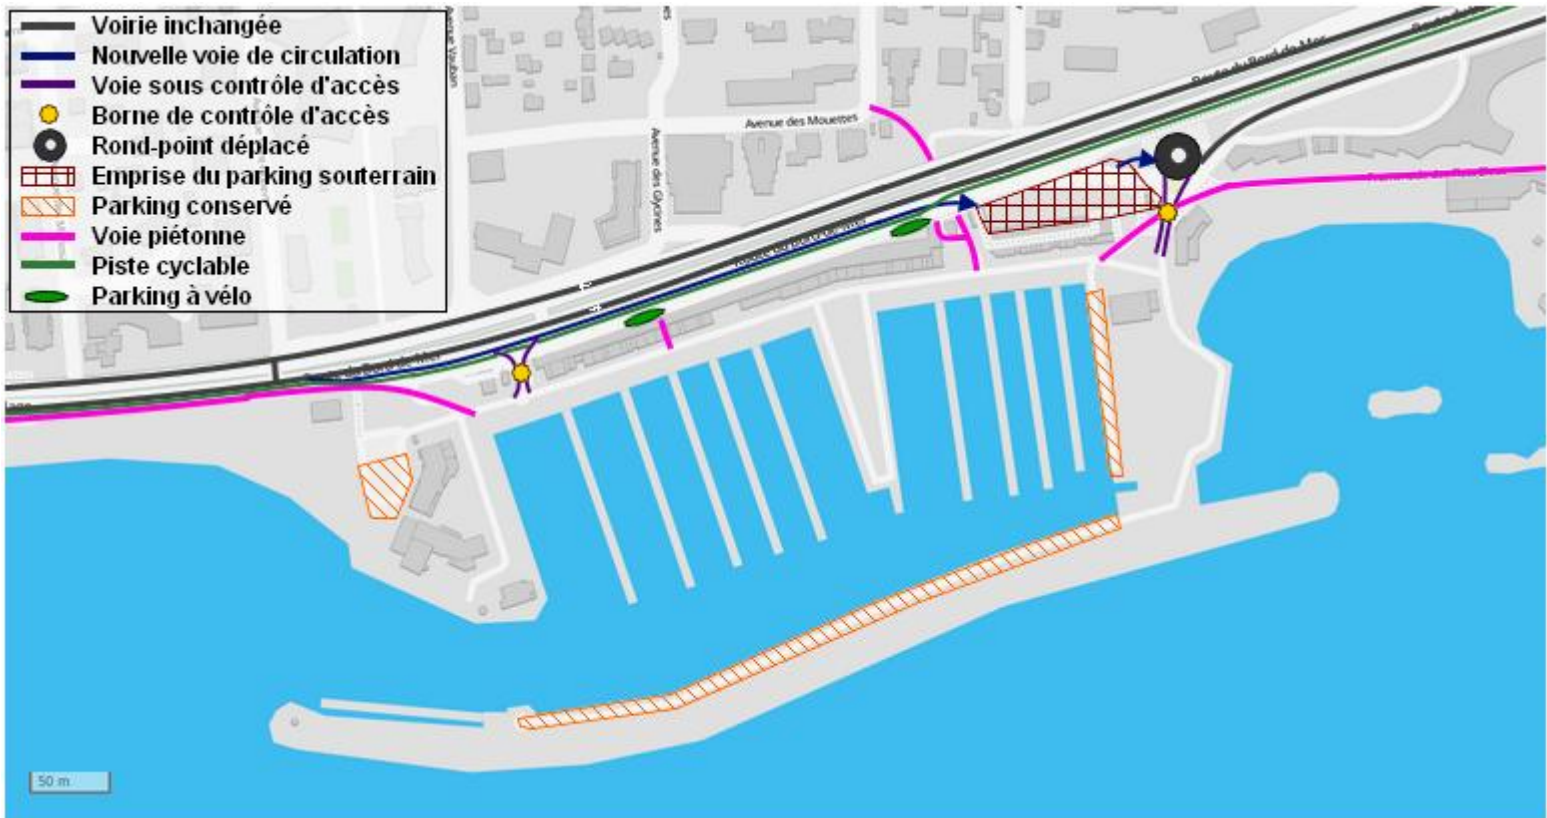 Voirie inchangée
Nouvelle voie de circulation
Voie sous contrôle d'accès
Borne de contrôle d'accès
Rond-point déplacé
Emprise du parking souterrain
Parking conservé
Voie piétonne
Piste cyclable
Parking à vélo
Avenue Vauban
Avenue des Mouettes
Avenue des Glycines
Route du Bord de Mer
50 m